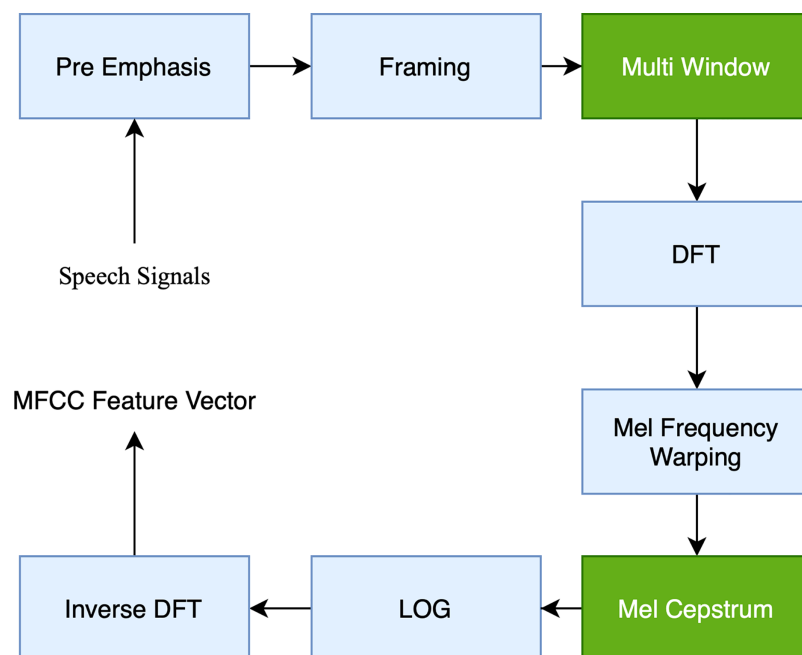 Pre Emphasis
Framing
Multi Window
Speech Signals
DFT
MFCC Feature Vector
Mel Frequency
Warping
Inverse DFT
LOG
Mel Cepstrum